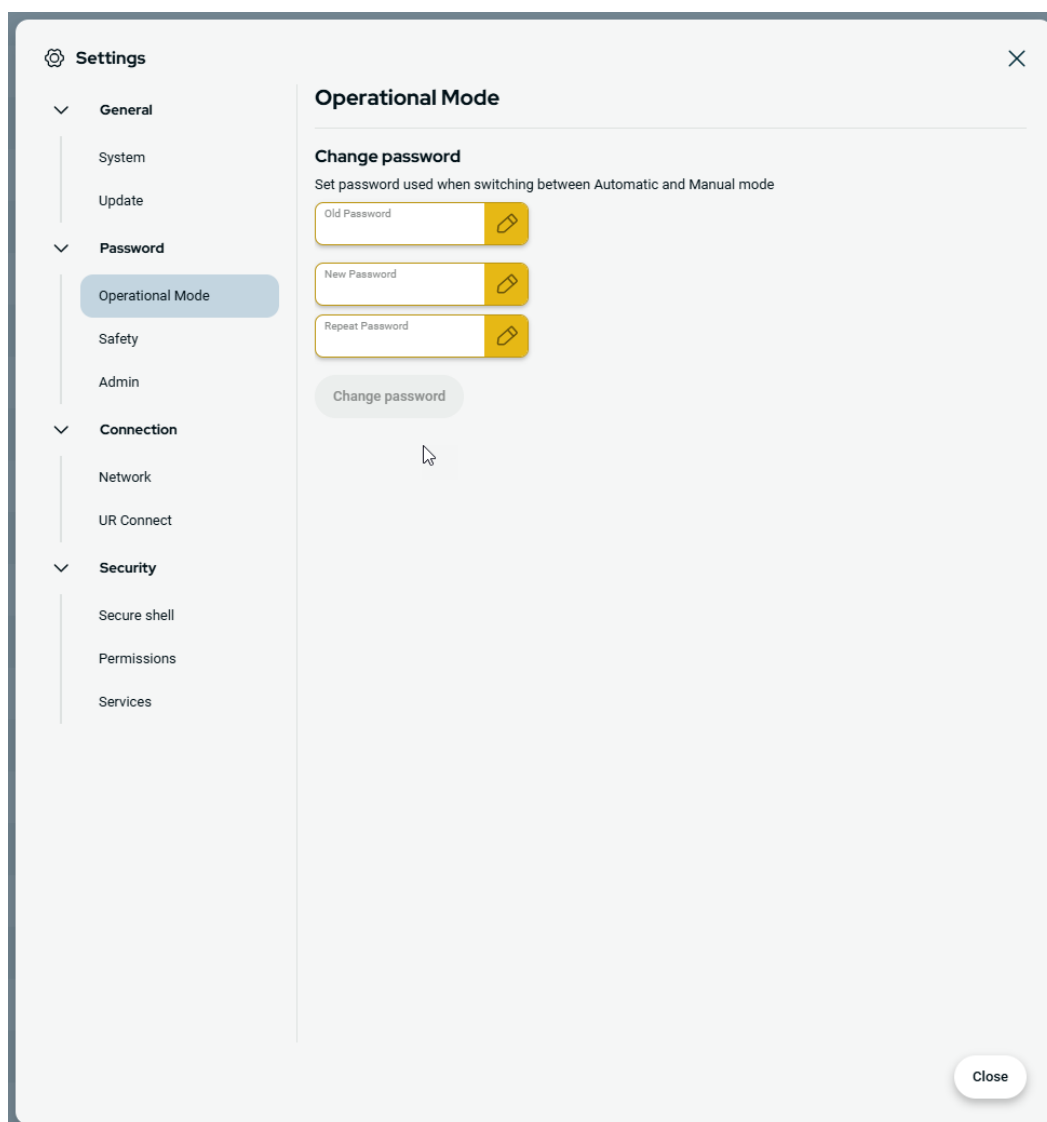 Settings
General
System
Update
Password
Operational Mode
Safety
Admin
Connection
Network
UR Connect
Security
Secure shell
Permissions
Services
Operational Mode
Change password
Set password used when switching between Automatic and Manual mode
Old Password
New Password
Repeat Password
Change password
Close